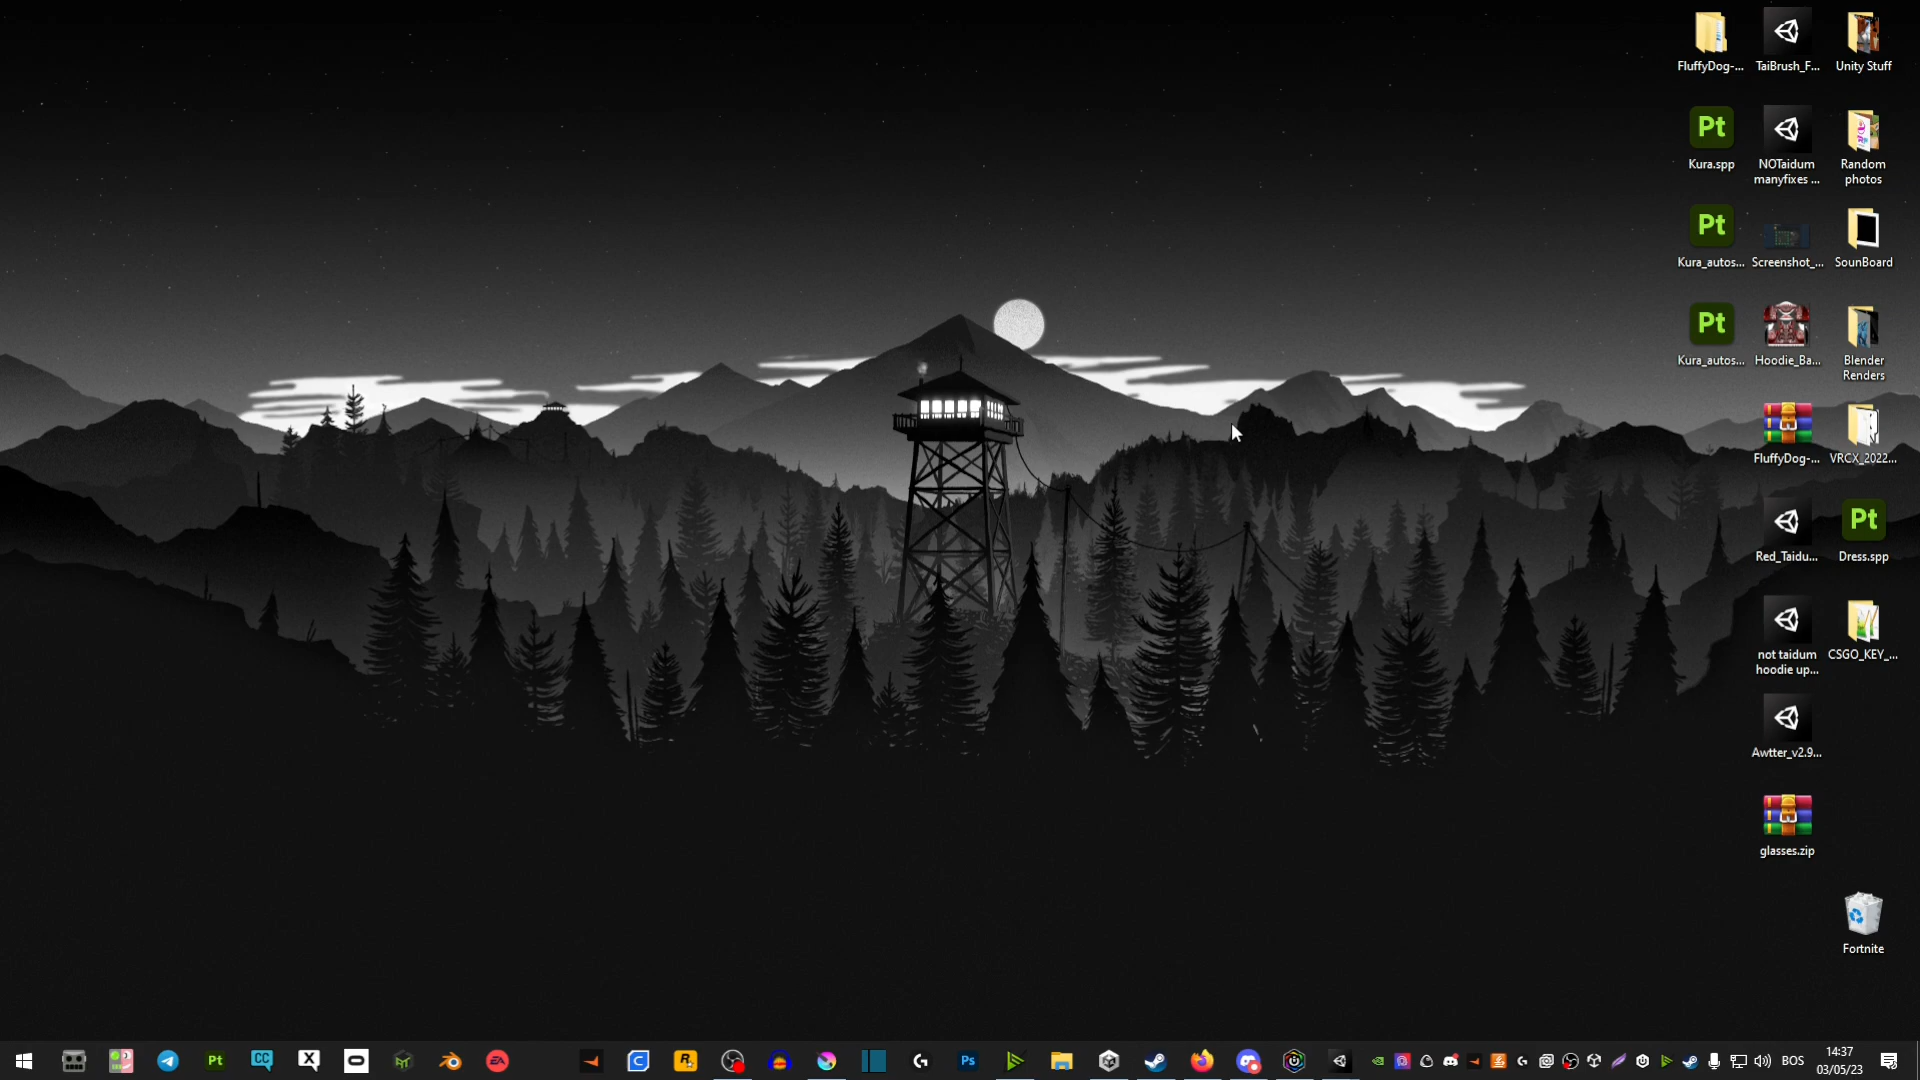 FluffyDog-...
TaiBrush_F...
Unity Stuff
Pt
Kura.spp
NOTaidum
manyfixes ...
Random
photos
Pt
Kura_autos...
Screenshot_...
SounBoard
Pt
Kura_autos...
Hoodie_Ba...
Blender
Renders
FluffyDog-...
VRCX_2022...
Red_Taidu...
Pt
Dress.spp
not taidum
hoodie up...
CSGO_KEY_...
Awtter_v2.9...
glasses.zip
Fortnite
Pt
CC
X
EA
C
R
G
Ps
BOS
14:37
03/05/23